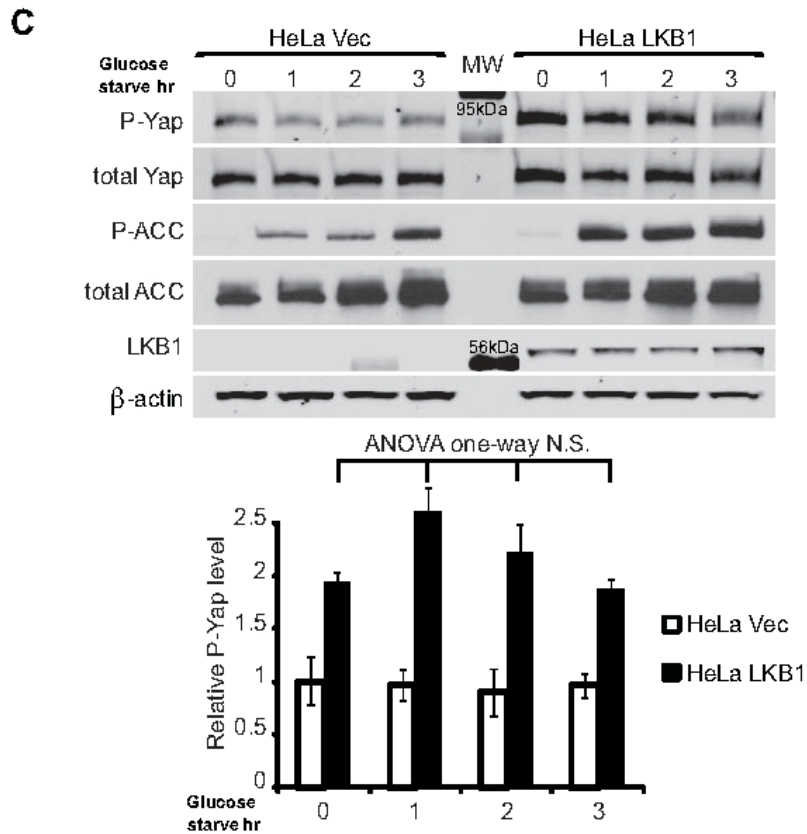 C
HeLa Vec HeLa LKB1
Glucose
starve hr 0 1 2 3 MW 0 1 2 3
P-Yap 95kDa
total Yap
P-ACC
total ACC
LKB1 56kDa
β-actin
ANOVA one-way N.S.
Relative P-Yap level
2.5
2
1.5
1
0.5
0
HeLa Vec
HeLa LKB1
Glucose
starve hr 0 1 2 3